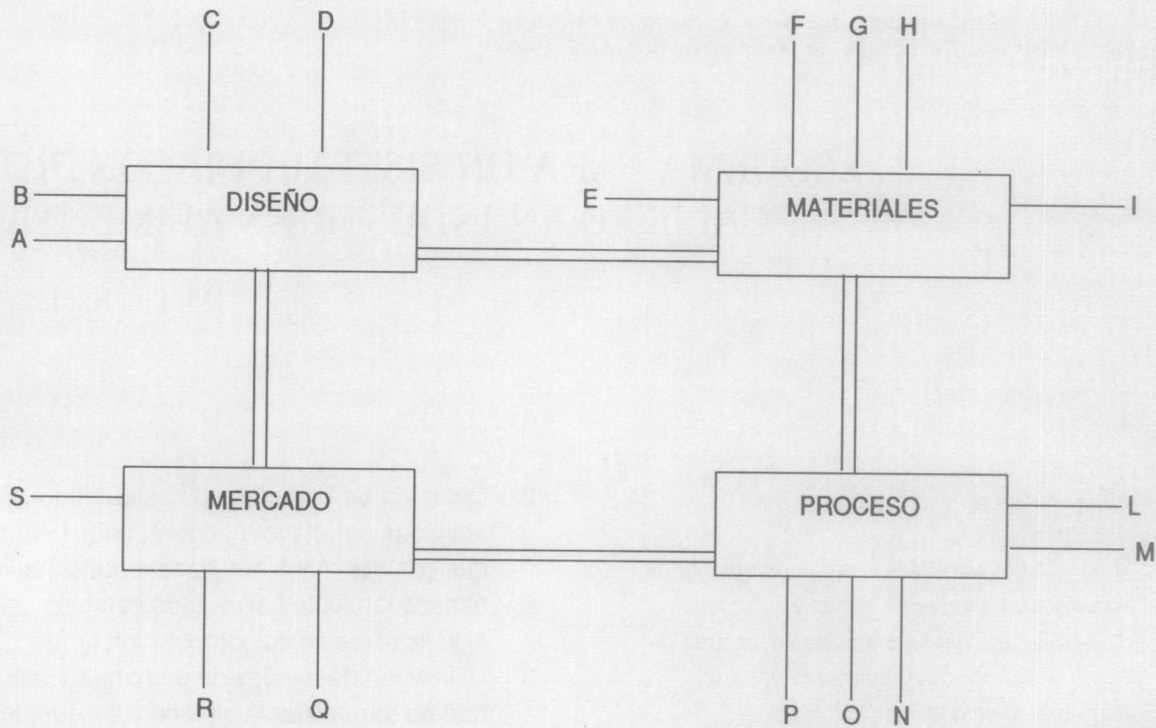 C D F G H
B DISEÑO E MATERIALES I
A
S MERCADO PROCESO L
M
R Q P O N